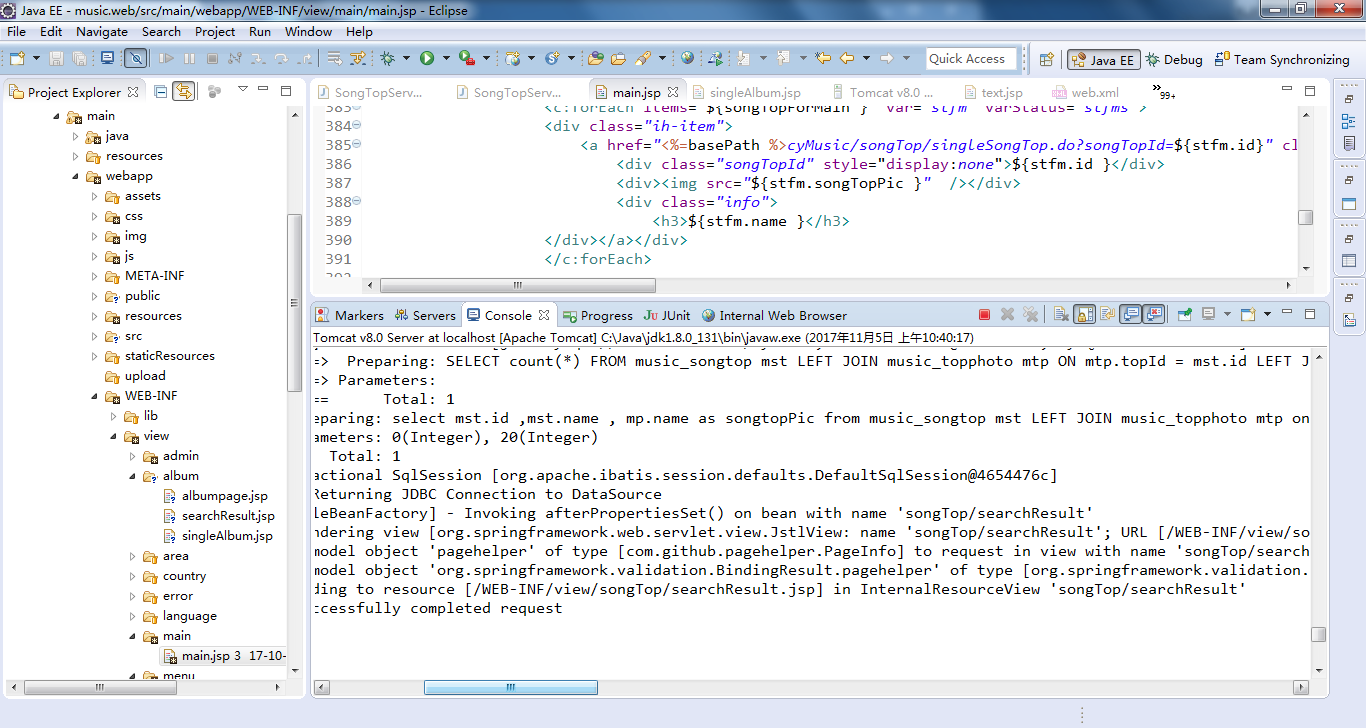 Java EE - music.web/src/main/webapp/WEB-INF/view/main/main.jsp - Eclipse
File Edit Navigate Search Project Run Window Help
Quick Access
Java EE
Debug
Team Synchronizing
Project Explorer
main
java
resources
webapp
assets
css
img
js
META-INF
public
resources
src
staticResources
upload
WEB-INF
lib
view
admin
album
albumpage.jsp
searchResult.jsp
singleAlbum.jsp
area
country
error
language
main
main.jsp 3 17-10-
menu
SongTopServ... SongTopServ... main.jsp singleAlbum.jsp Tomcat v8.0 ... text.jsp web.xml »99+
383 <c:forEach items="${songTopForMain }" var="stfm" varStatus="stfms">
384 <div class="ih-item">
385 <a href="<%=basePath %>cyMusic/songTop/singleSongTop.do?songTopId=${stfm.id}" cl
386 <div class="songTopId" style="display:none">${stfm.id }</div>
387 <div><img src="${stfm.songTopPic }"  /></div>
388 <div class="info">
389 <h3>${stfm.name }</h3>
390 </div></a></div>
391 </c:forEach>
392
Markers Servers Console Progress JUnit Internal Web Browser
Tomcat v8.0 Server at localhost [Apache Tomcat] C:\Java\jdk1.8.0_131\bin\javaw.exe (2017年11月5日 上午10:40:17)
=>  Preparing: SELECT count(*) FROM music_songtop mst LEFT JOIN music_topphoto mtp ON mtp.topId = mst.id LEFT J
=> Parameters:
==      Total: 1
eparing: select mst.id ,mst.name , mp.name as songtopPic from music_songtop mst LEFT JOIN music_topphoto mtp on
ameters: 0(Integer), 20(Integer)
Total: 1
actional SqlSession [org.apache.ibatis.session.defaults.DefaultSqlSession@4654476c]
Returning JDBC Connection to DataSource
leBeanFactory] - Invoking afterPropertiesSet() on bean with name 'songTop/searchResult'
ndering view [org.springframework.web.servlet.view.JstlView: name 'songTop/searchResult'; URL [/WEB-INF/view/so
model object 'pagehelper' of type [com.github.pagehelper.PageInfo] to request in view with name 'songTop/search
model object 'org.springframework.validation.BindingResult.pagehelper' of type [org.springframework.validation.
ding to resource [/WEB-INF/view/songTop/searchResult.jsp] in InternalResourceView 'songTop/searchResult'
ccessfully completed request